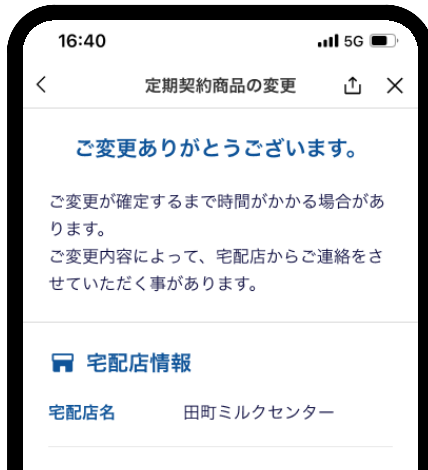 16:40 5G
定期契約商品の変更
ご変更ありがとうございます。
ご変更が確定するまで時間がかかる場合があ
ります。
ご変更内容によって、宅配店からご連絡をさ
せていただく事があります。
宅配店情報
宅配店名 田町ミルクセンター